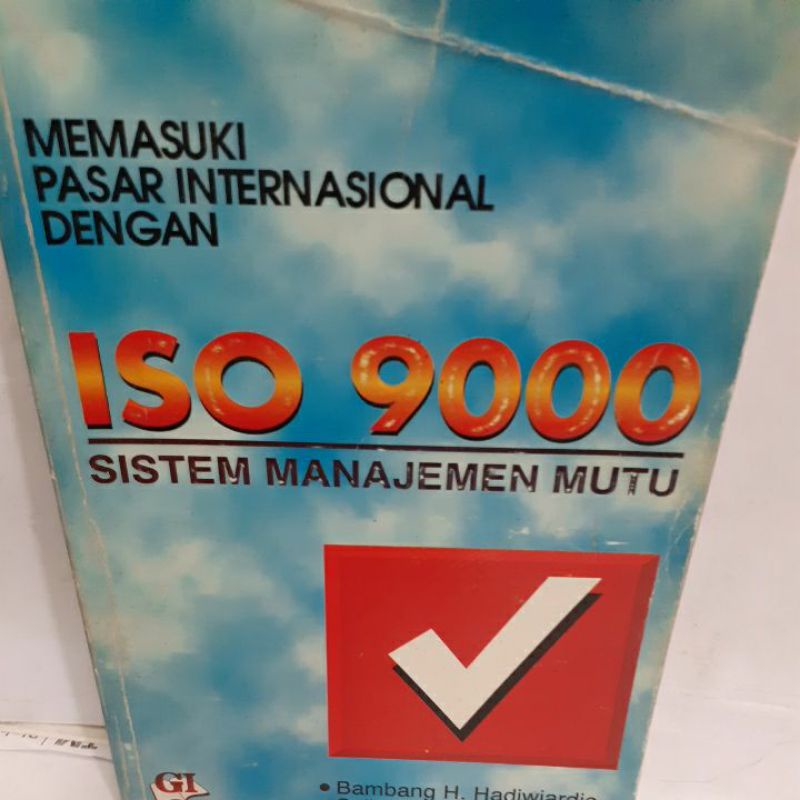 MEMASUKI
PASAR INTERNASIONAL
DENGAN
ISO 9000
SISTEM MANAJEMEN MUTU
GI
• Bambang H. Hadiwiardjo